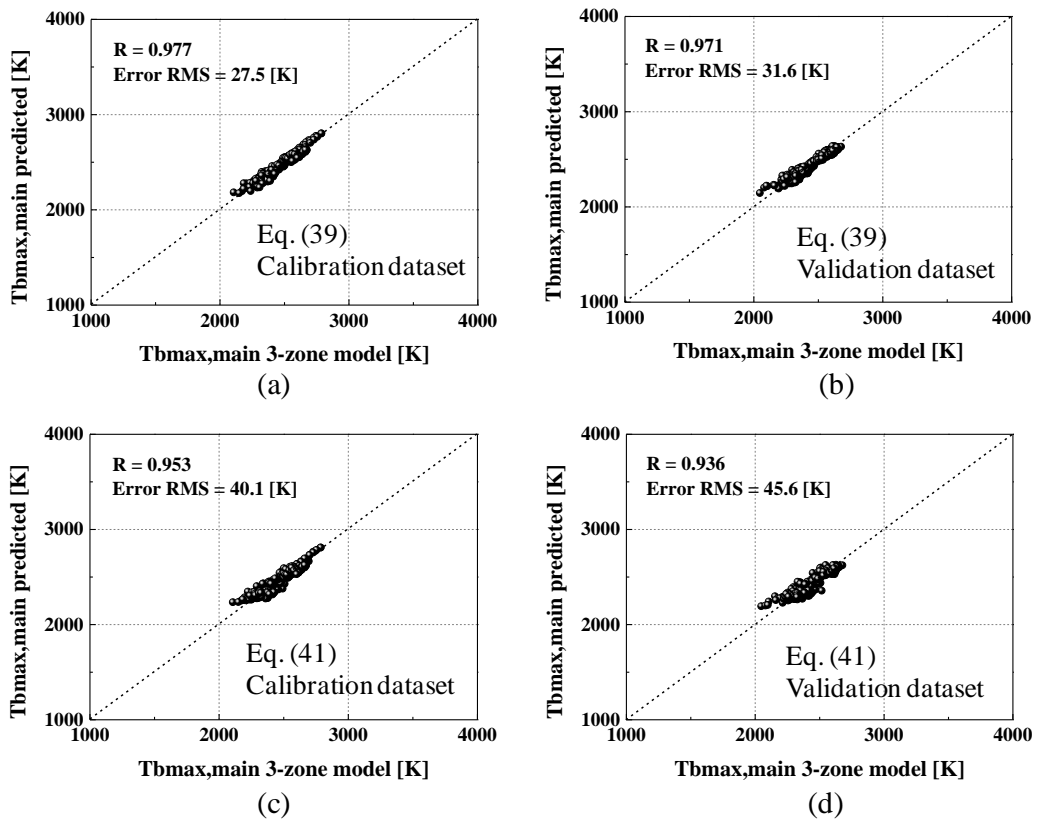 4000
3000
2000
1000
Tbmax,main predicted [K]
R = 0.977
Error RMS = 27.5 [K]
Eq. (39)
Calibration dataset
1000 2000 3000 4000
Tbmax,main 3-zone model [K]
(a)
4000
3000
2000
1000
Tbmax,main predicted [K]
R = 0.971
Error RMS = 31.6 [K]
Eq. (39)
Validation dataset
1000 2000 3000 4000
Tbmax,main 3-zone model [K]
(b)
4000
3000
2000
1000
Tbmax,main predicted [K]
R = 0.953
Error RMS = 40.1 [K]
Eq. (41)
Calibration dataset
1000 2000 3000 4000
Tbmax,main 3-zone model [K]
(c)
4000
3000
2000
1000
Tbmax,main predicted [K]
R = 0.936
Error RMS = 45.6 [K]
Eq. (41)
Validation dataset
1000 2000 3000 4000
Tbmax,main 3-zone model [K]
(d)